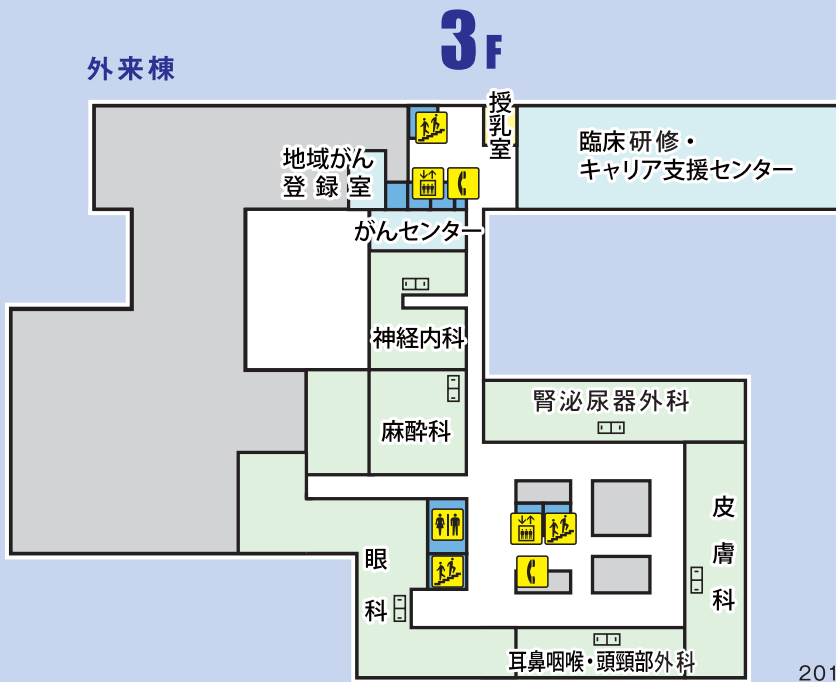 3F
外来棟
授乳室
臨床研修・
キャリア支援センター
地域がん
登録室
がんセンター
神経内科
麻酔科
腎泌尿器外科
皮膚科
眼科
耳鼻咽喉・頭頸部外科
201